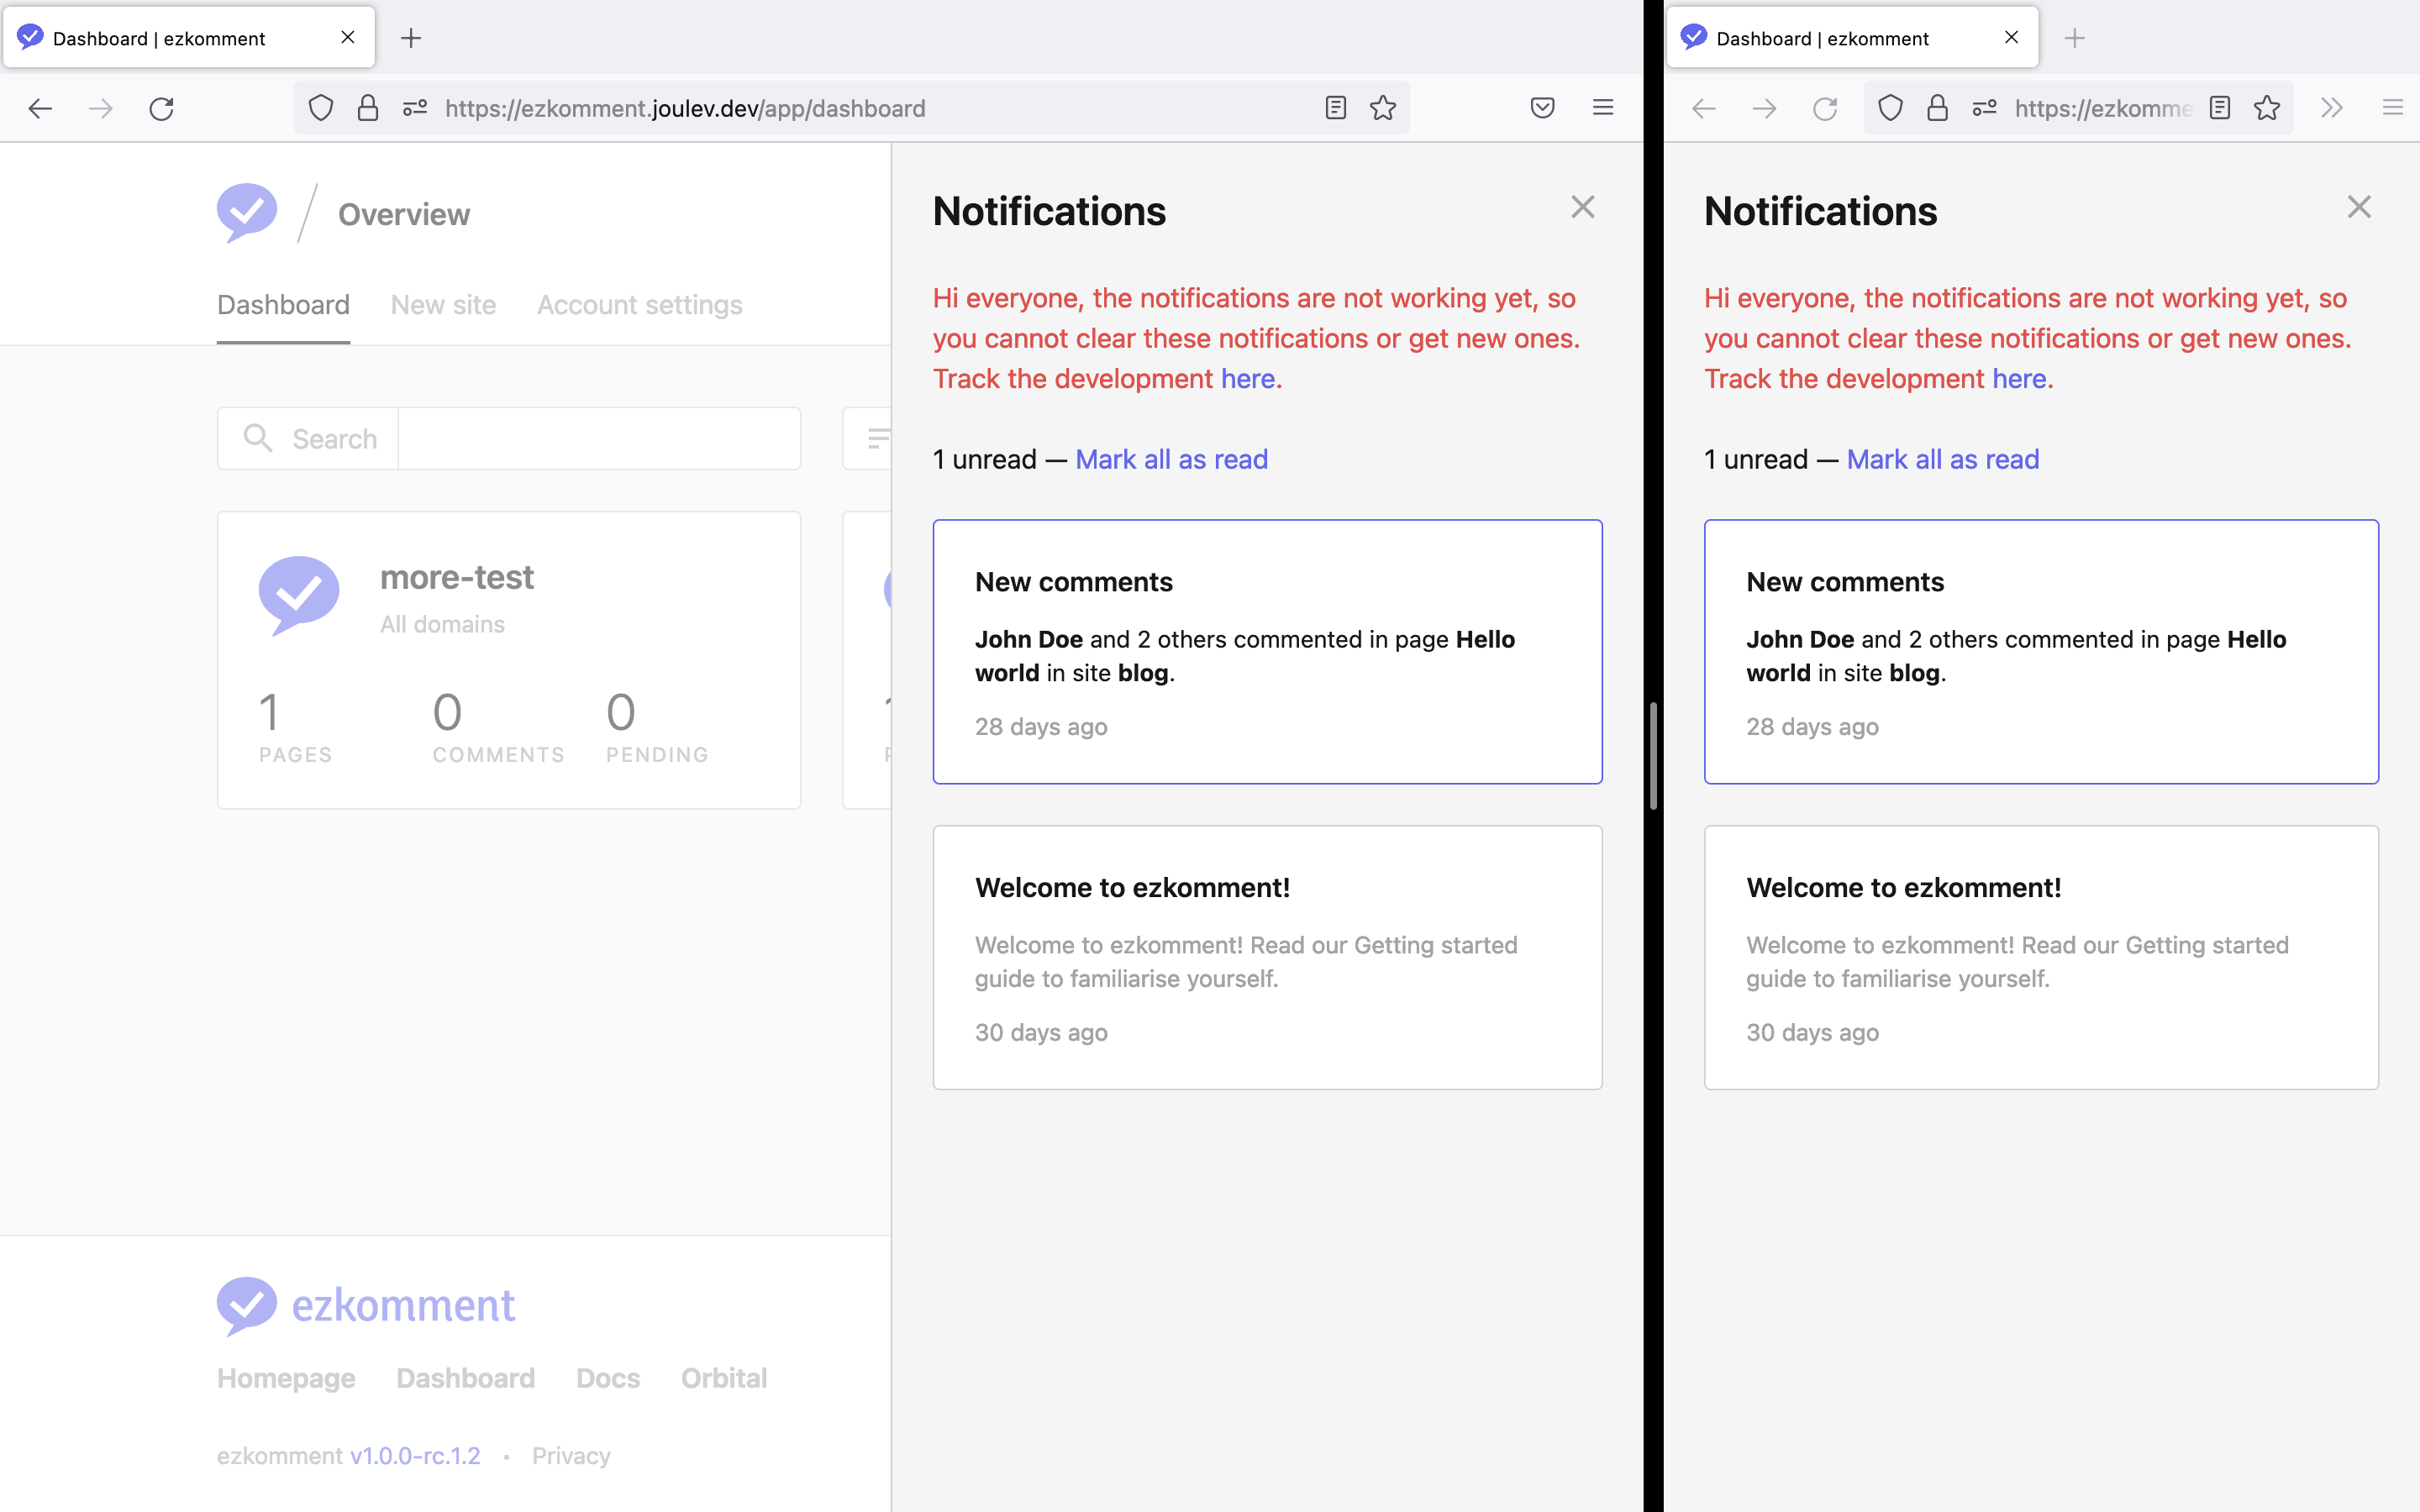 Dashboard | ezkomment
https://ezkomment.joulev.dev/app/dashboard
Overview
Dashboard New site Account settings
Search
more-test
All domains
1 0 0
PAGES COMMENTS PENDING
ezkomment
Homepage Dashboard Docs Orbital
ezkomment v1.0.0-rc.1.2 • Privacy
Notifications
Hi everyone, the notifications are not working yet, so
you cannot clear these notifications or get new ones.
Track the development here.
1 unread — Mark all as read
New comments
John Doe and 2 others commented in page Hello
world in site blog.
28 days ago
Welcome to ezkomment!
Welcome to ezkomment! Read our Getting started
guide to familiarise yourself.
30 days ago
Dashboard | ezkomment
https://ezkomme
Notifications
Hi everyone, the notifications are not working yet, so
you cannot clear these notifications or get new ones.
Track the development here.
1 unread — Mark all as read
New comments
John Doe and 2 others commented in page Hello
world in site blog.
28 days ago
Welcome to ezkomment!
Welcome to ezkomment! Read our Getting started
guide to familiarise yourself.
30 days ago